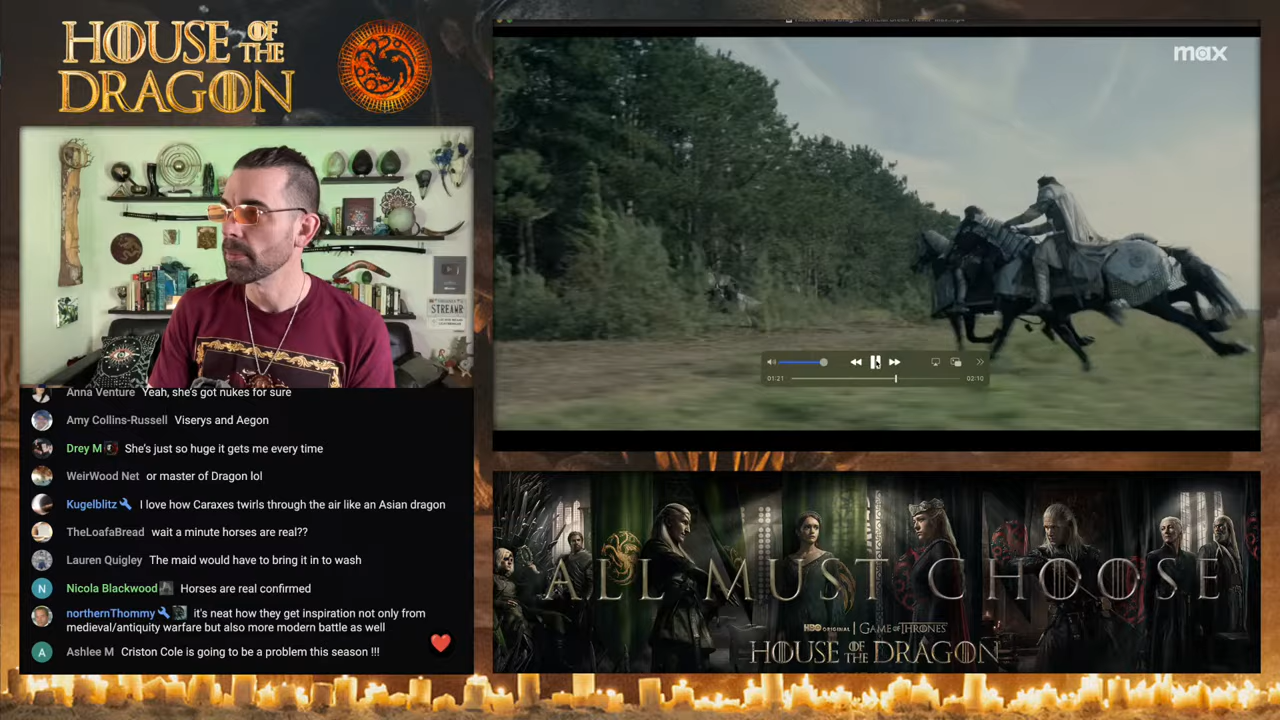 HOUSE OF THE
DRAGON
max
STREAWR
01:21
02:10
Anna Venture Yeah, she's got nukes for sure
Amy Collins-Russell Viserys and Aegon
Drey M She's just so huge it gets me every time
WeirWood Net or master of Dragon lol
Kugelblitz I love how Caraxes twirls through the air like an Asian dragon
TheLoafaBread wait a minute horses are real??
Lauren Quigley The maid would have to bring it in to wash
N Nicola Blackwood Horses are real confirmed
northernThommy it's neat how they get inspiration not only from
medieval/antiquity warfare but also more modern battle as well
A Ashlee M Criston Cole is going to be a problem this season !!!
ALL MUST CHOOSE
HBO ORIGINAL | GAME OF THRONES
HOUSE OF THE DRAGON